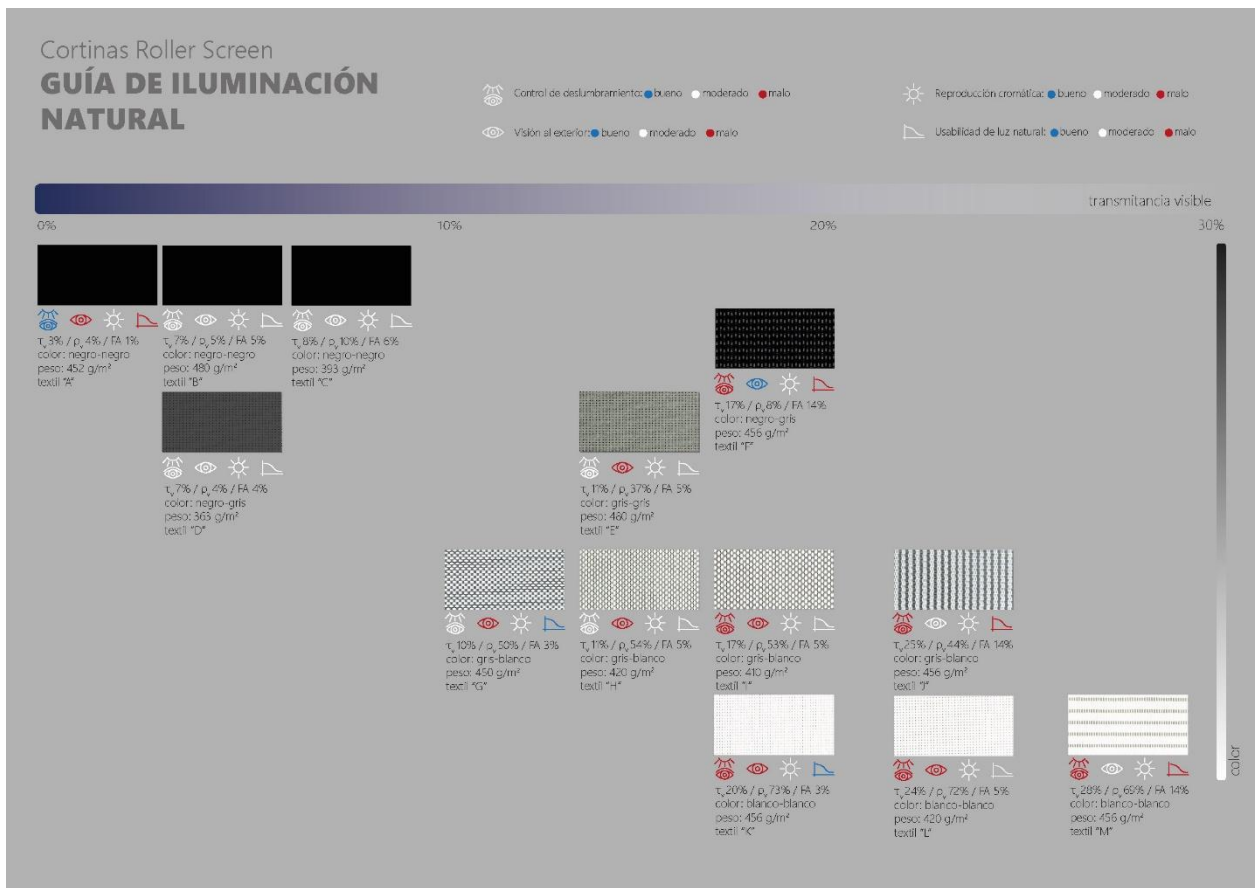 Cortinas Roller Screen
GUÍA DE ILUMINACIÓN
NATURAL
Control de deslumbramiento: bueno moderado malo
Reproducción cromática: bueno moderado malo
Visión al exterior: bueno moderado malo
Usabilidad de luz natural: bueno moderado malo
transmitancia visible
0% 10% 20% 30%
τv 3% / ρv 4% / FA 1%
color: negro-negro
peso: 452 g/m²
textil "A"
τv 7% / ρv 5% / FA 5%
color: negro-negro
peso: 480 g/m²
textil "B"
τv 8% / ρv 10% / FA 6%
color: negro-negro
peso: 393 g/m²
textil "C"
τv 17% / ρv 8% / FA 14%
color: negro-gris
peso: 456 g/m²
textil "F"
τv 7% / ρv 4% / FA 4%
color: negro-gris
peso: 363 g/m²
textil "D"
τv 11% / ρv 37% / FA 5%
color: gris-gris
peso: 480 g/m²
textil "E"
τv 10% / ρv 50% / FA 3%
color: gris-blanco
peso: 450 g/m²
textil "G"
τv 11% / ρv 54% / FA 5%
color: gris-blanco
peso: 420 g/m²
textil "H"
τv 17% / ρv 53% / FA 5%
color: gris-blanco
peso: 410 g/m²
textil "I"
τv 25% / ρv 44% / FA 14%
color: gris-blanco
peso: 456 g/m²
textil "J"
τv 20% / ρv 73% / FA 3%
color: blanco-blanco
peso: 456 g/m²
textil "K"
τv 24% / ρv 72% / FA 5%
color: blanco-blanco
peso: 420 g/m²
textil "L"
τv 28% / ρv 69% / FA 14%
color: blanco-blanco
peso: 456 g/m²
textil "M"
color